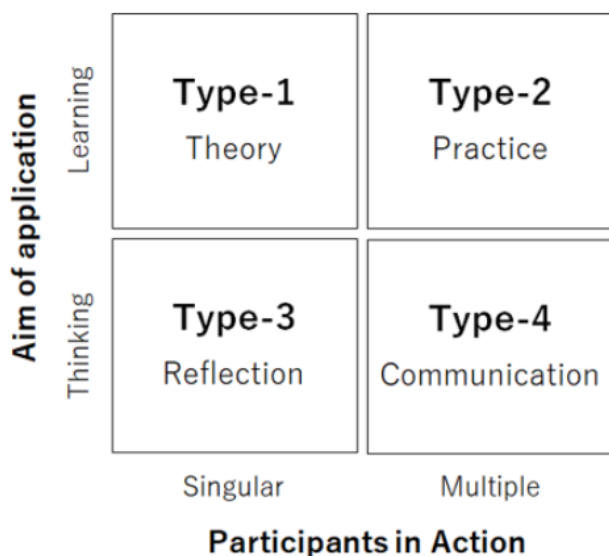 Aim of application
Learning
Type-1
Theory
Type-2
Practice
Thinking
Type-3
Reflection
Type-4
Communication
Singular
Multiple
Participants in Action